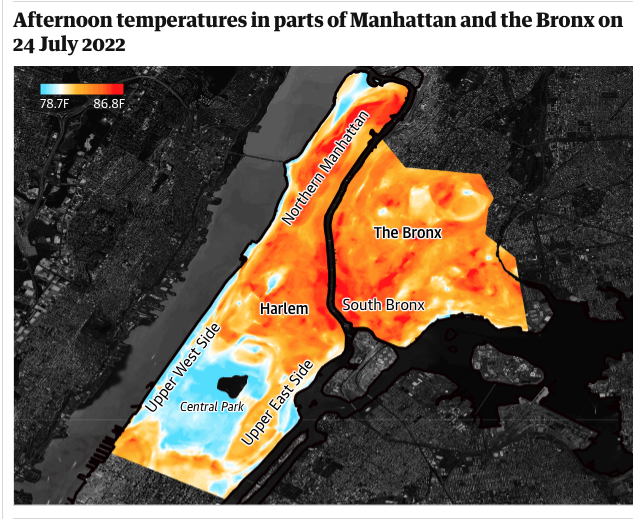 Afternoon temperatures in parts of Manhattan and the Bronx on
24 July 2022
78.7F 86.8F
Northern Manhattan
The Bronx
Harlem
South Bronx
Upper West Side
Central Park
Upper East Side